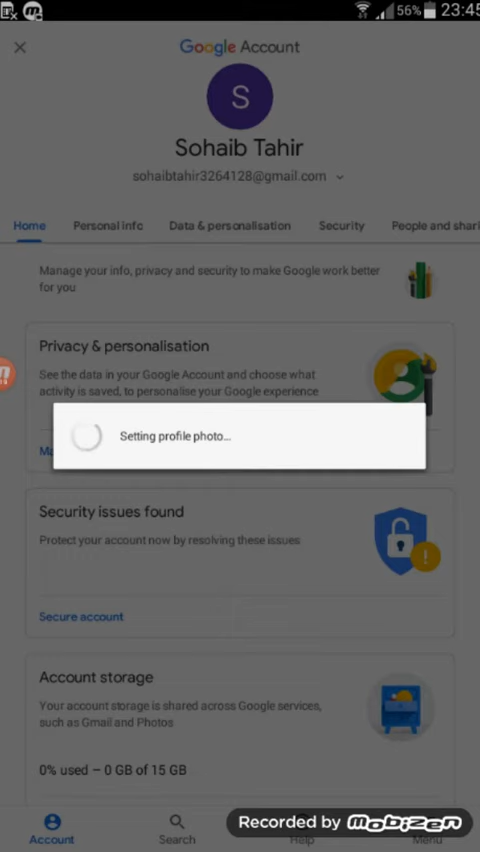 56% 23:45
Google Account
S
Sohaib Tahir
sohaibtahir3264128@gmail.com
Home Personal info Data & personalisation Security People and shari
Manage your info, privacy and security to make Google work better
for you
Privacy & personalisation
See the data in your Google Account and choose what
activity is saved, to personalise your Google experience
Setting profile photo...
Security issues found
Protect your account now by resolving these issues
Secure account
Account storage
Your account storage is shared across Google services,
such as Gmail and Photos
0% used – 0 GB of 15 GB
Recorded by mobizen
Account Search Help Menu